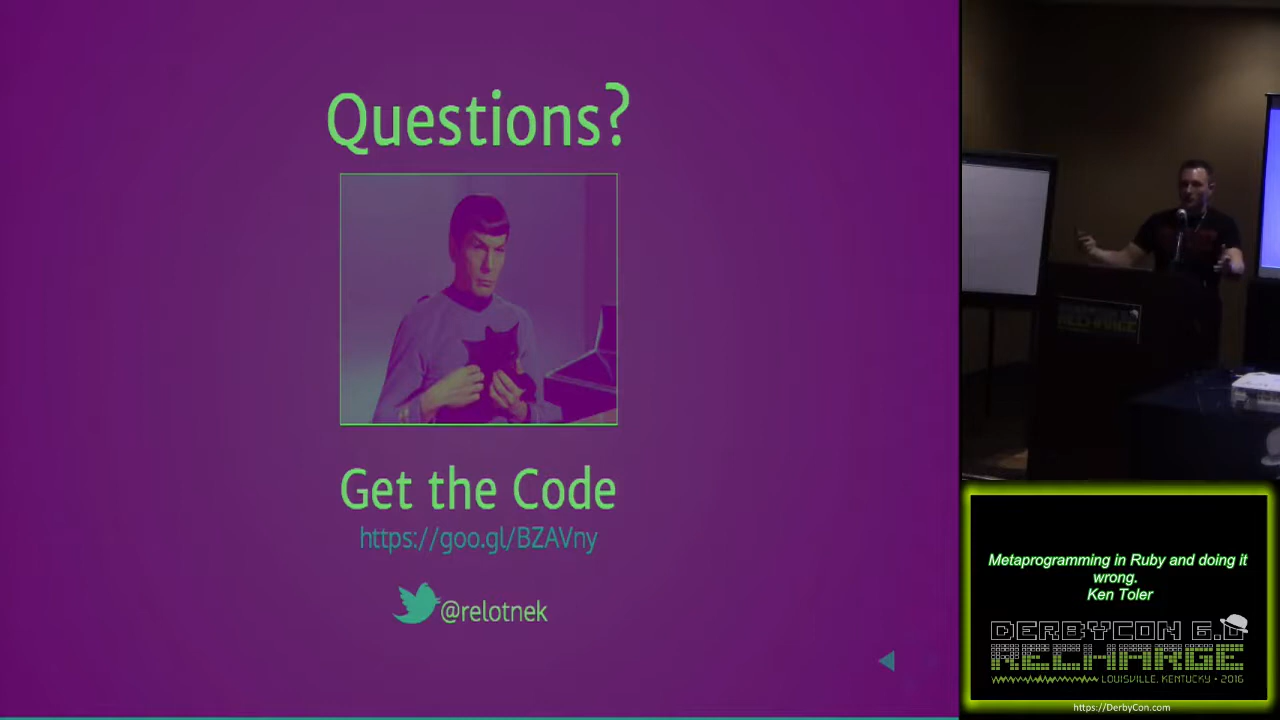 Questions?
Get the Code
https://goo.gl/BZAVny
@relotnek
RECHARGE
Metaprogramming in Ruby and doing it
wrong.
Ken Toler
DERBYCON 6.0
RECHARGE
LOUISVILLE, KENTUCKY • 2016
https://DerbyCon.com